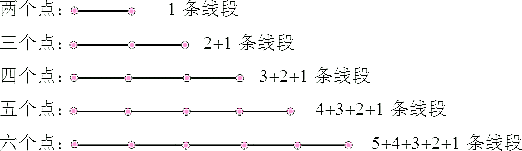 两个点: 1 条线段
三个点: 2+1 条线段
四个点: 3+2+1 条线段
五个点: 4+3+2+1 条线段
六个点: 5+4+3+2+1 条线段